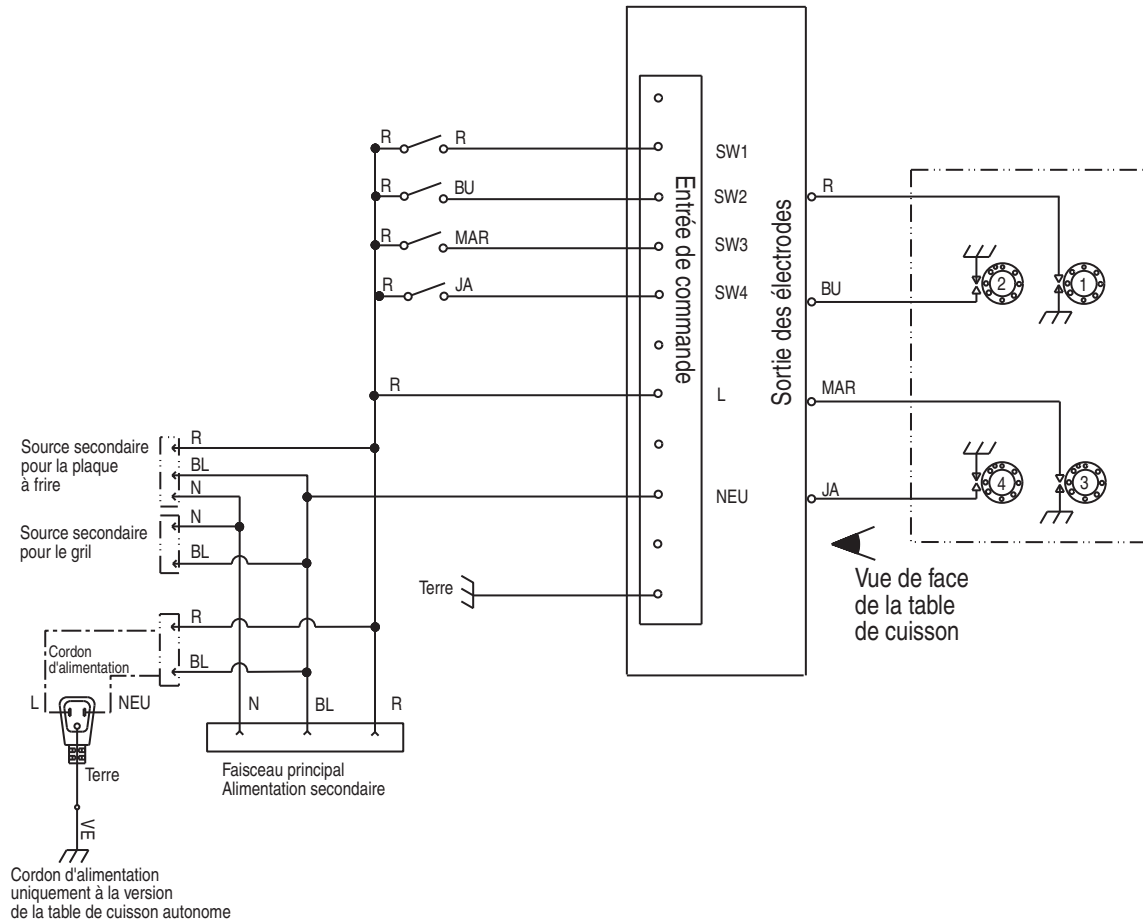 R
R
SW1
R
BU
SW2
R
MAR
SW3
R
JA
SW4
R
L
NEU
Entrée de commande
Sortie des électrodes
R
BU
MAR
JA
2
1
4
3
Vue de face
de la table
de cuisson
Source secondaire
pour la plaque
à frire
R
BL
N
Source secondaire
pour le gril
N
BL
Terre
R
BL
Cordon
d'alimentation
L
NEU
Terre
VE
N
BL
R
Faisceau principal
Alimentation secondaire
Cordon d'alimentation
uniquement à la version
de la table de cuisson autonome